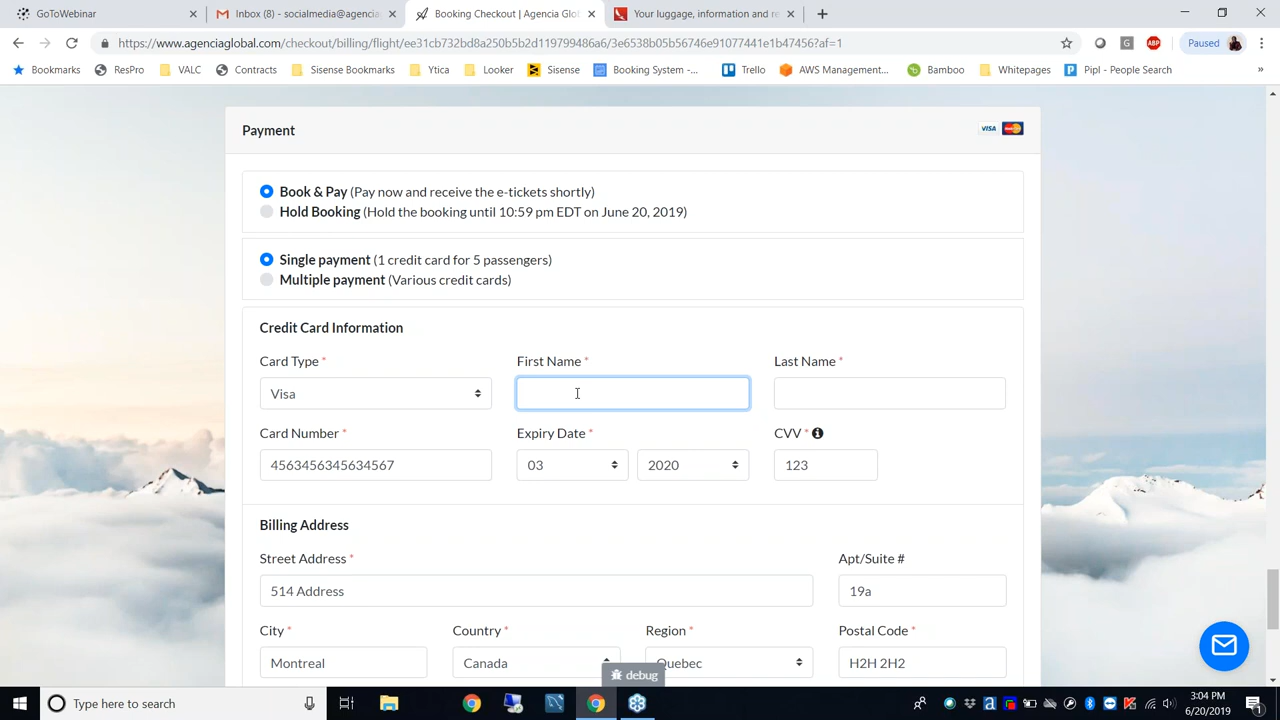 GoToWebinar
Inbox (8) - socialmedia@agencia
Booking Checkout | Agencia Glob
Your luggage, information and re
https://www.agenciaglobal.com/checkout/billing/flight/ee31cb732bd8a250b5b2d119799486a6/3e6538b05b56746e91077441e1b47456?af=1
G
ABP
Paused
Bookmarks
ResPro
VALC
Contracts
Sisense Bookmarks
Ytica
Looker
Sisense
Booking System -...
Trello
AWS Management...
Bamboo
Whitepages
Pipl - People Search
»
Payment
VISA
Book & Pay (Pay now and receive the e-tickets shortly)
Hold Booking (Hold the booking until 10:59 pm EDT on June 20, 2019)
Single payment (1 credit card for 5 passengers)
Multiple payment (Various credit cards)
Credit Card Information
Card Type *
First Name *
Last Name *
Visa
Card Number *
Expiry Date *
CVV *
4563456345634567
03
2020
123
Billing Address
Street Address *
Apt/Suite #
514 Address
19a
City *
Country *
Region *
Postal Code *
Montreal
Canada
Quebec
H2H 2H2
debug
Type here to search
3:04 PM
6/20/2019